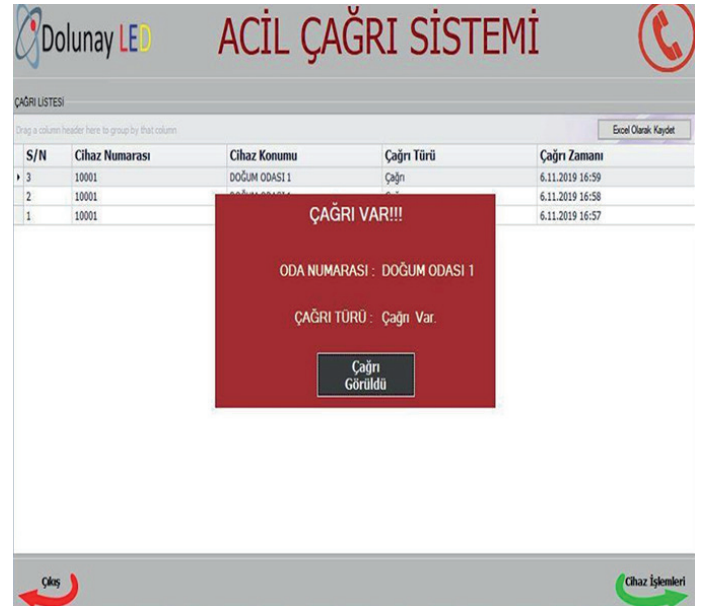 Dolunay LED
ACİL ÇAĞRI SİSTEMİ
ÇAĞRI LİSTESİ
Drag a column header here to group by that column
Excel Olarak Kaydet
S/N Cihaz Numarası Cihaz Konumu Çağrı Türü Çağrı Zamanı
3 10001 DOĞUM ODASI 1 Çağrı 6.11.2019 16:59
2 10001 6.11.2019 16:58
1 10001 6.11.2019 16:57
ÇAĞRI VAR!!!
ODA NUMARASI : DOĞUM ODASI 1
ÇAĞRI TÜRÜ : Çağrı Var.
Çağrı
Görüldü
Çıkış
Cihaz İşlemleri